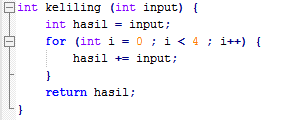 int keliling (int input) {
    int hasil = input;
    for (int i = 0 ; i < 4 ; i++) {
        hasil += input;
    }
    return hasil;
}